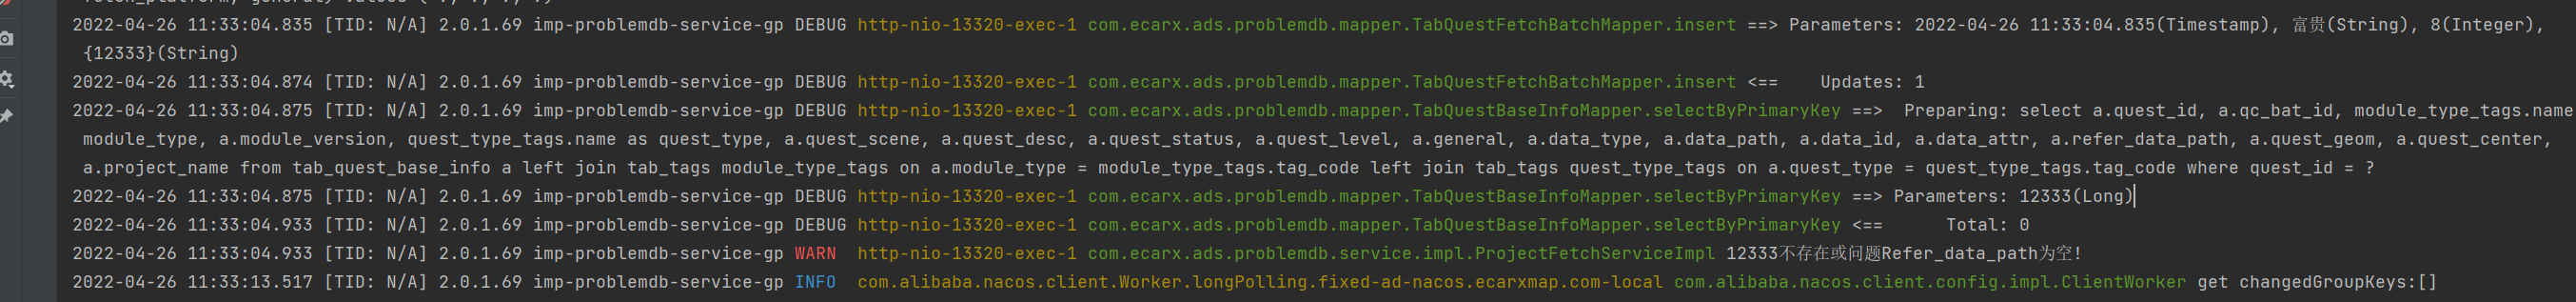 2022-04-26 11:33:04.835 [TID: N/A] 2.0.1.69 imp-problemdb-service-gp DEBUG http-nio-13320-exec-1 com.ecarx.ads.problemdb.mapper.TabQuestFetchBatchMapper.insert ==> Parameters: 2022-04-26 11:33:04.835(Timestamp), 富贵(String), 8(Integer),
{12333}(String)
2022-04-26 11:33:04.874 [TID: N/A] 2.0.1.69 imp-problemdb-service-gp DEBUG http-nio-13320-exec-1 com.ecarx.ads.problemdb.mapper.TabQuestFetchBatchMapper.insert <==    Updates: 1
2022-04-26 11:33:04.875 [TID: N/A] 2.0.1.69 imp-problemdb-service-gp DEBUG http-nio-13320-exec-1 com.ecarx.ads.problemdb.mapper.TabQuestBaseInfoMapper.selectByPrimaryKey ==>  Preparing: select a.quest_id, a.qc_bat_id, module_type_tags.name
module_type, a.module_version, quest_type_tags.name as quest_type, a.quest_scene, a.quest_desc, a.quest_status, a.quest_level, a.general, a.data_type, a.data_path, a.data_id, a.data_attr, a.refer_data_path, a.quest_geom, a.quest_center,
a.project_name from tab_quest_base_info a left join tab_tags module_type_tags on a.module_type = module_type_tags.tag_code left join tab_tags quest_type_tags on a.quest_type = quest_type_tags.tag_code where quest_id = ?
2022-04-26 11:33:04.875 [TID: N/A] 2.0.1.69 imp-problemdb-service-gp DEBUG http-nio-13320-exec-1 com.ecarx.ads.problemdb.mapper.TabQuestBaseInfoMapper.selectByPrimaryKey ==> Parameters: 12333(Long)
2022-04-26 11:33:04.933 [TID: N/A] 2.0.1.69 imp-problemdb-service-gp DEBUG http-nio-13320-exec-1 com.ecarx.ads.problemdb.mapper.TabQuestBaseInfoMapper.selectByPrimaryKey <==      Total: 0
2022-04-26 11:33:04.933 [TID: N/A] 2.0.1.69 imp-problemdb-service-gp WARN  http-nio-13320-exec-1 com.ecarx.ads.problemdb.service.impl.ProjectFetchServiceImpl 12333不存在或问题Refer_data_path为空!
2022-04-26 11:33:13.517 [TID: N/A] 2.0.1.69 imp-problemdb-service-gp INFO  com.alibaba.nacos.client.Worker.longPolling.fixed-ad-nacos.ecarxmap.com-local com.alibaba.nacos.client.config.impl.ClientWorker get changedGroupKeys:[]